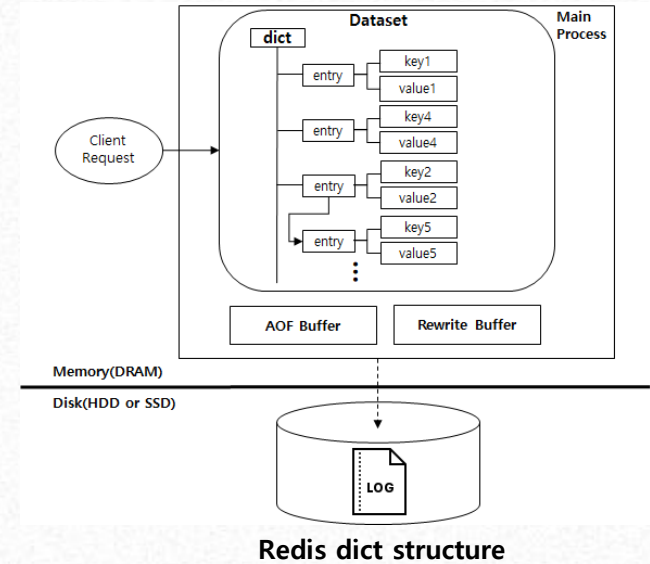 Dataset
Main
Process
dict
entry
key1
value1
entry
key4
value4
Client
Request
entry
key2
value2
entry
key5
value5
AOF Buffer
Rewrite Buffer
Memory(DRAM)
Disk(HDD or SSD)
LOG
Redis dict structure